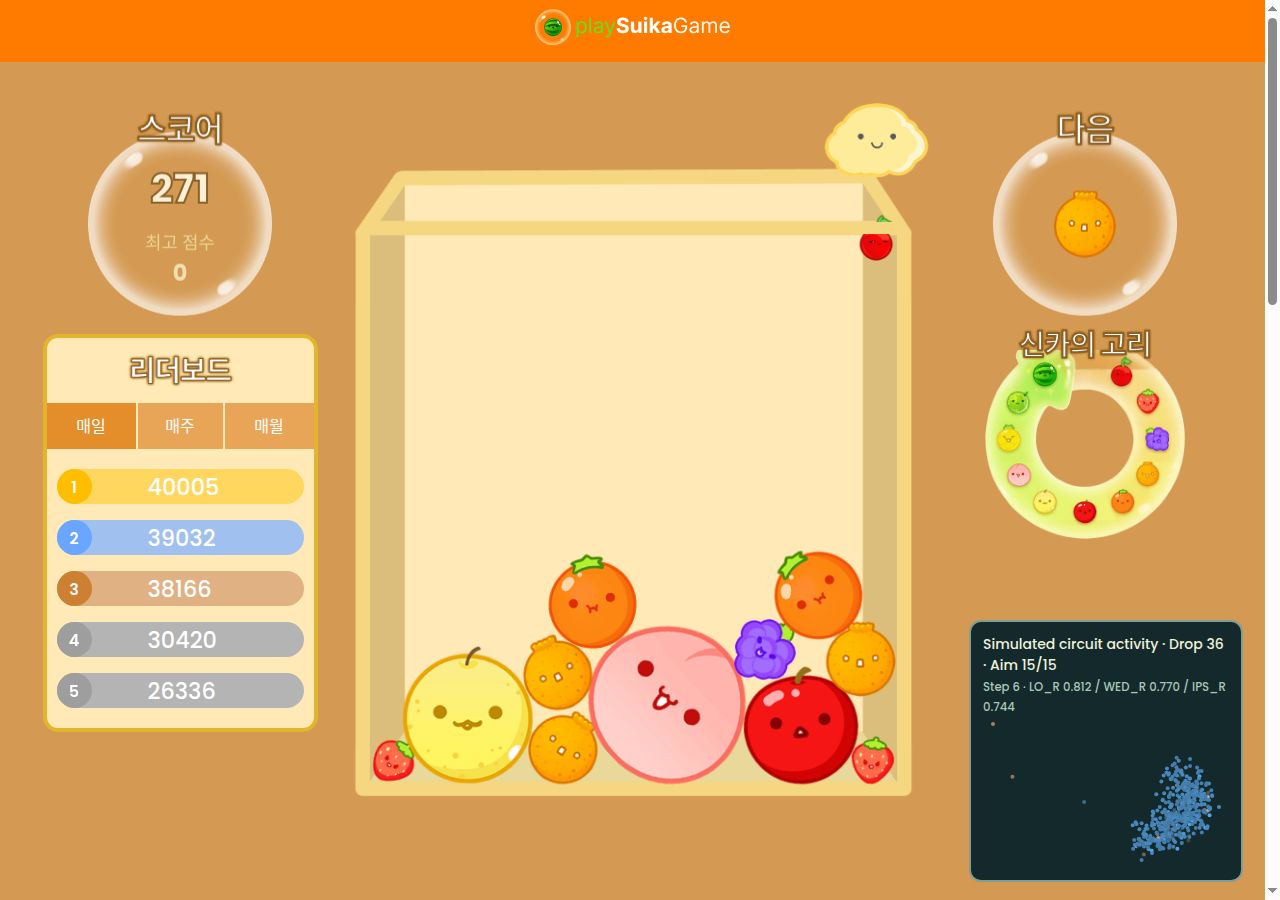 playSuikaGame
스코어
271
최고 점수
0
리더보드
매일 매주 매월
1 40005
2 39032
3 38166
4 30420
5 26336
다음
신카의 고리
Simulated circuit activity · Drop 36
· Aim 15/15
Step 6 · LO_R 0.812 / WED_R 0.770 / IPS_R
0.744